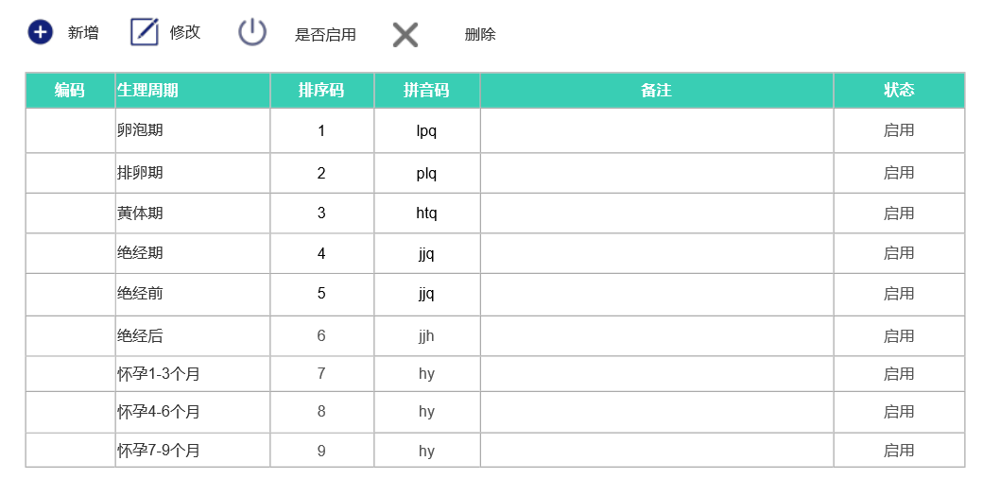 新增 修改 是否启用 删除
编码 生理周期 排序码 拼音码 备注 状态
卵泡期 1 lpq 启用
排卵期 2 plq 启用
黄体期 3 htq 启用
绝经期 4 jjq 启用
绝经前 5 jjq 启用
绝经后 6 jjh 启用
怀孕1-3个月 7 hy 启用
怀孕4-6个月 8 hy 启用
怀孕7-9个月 9 hy 启用